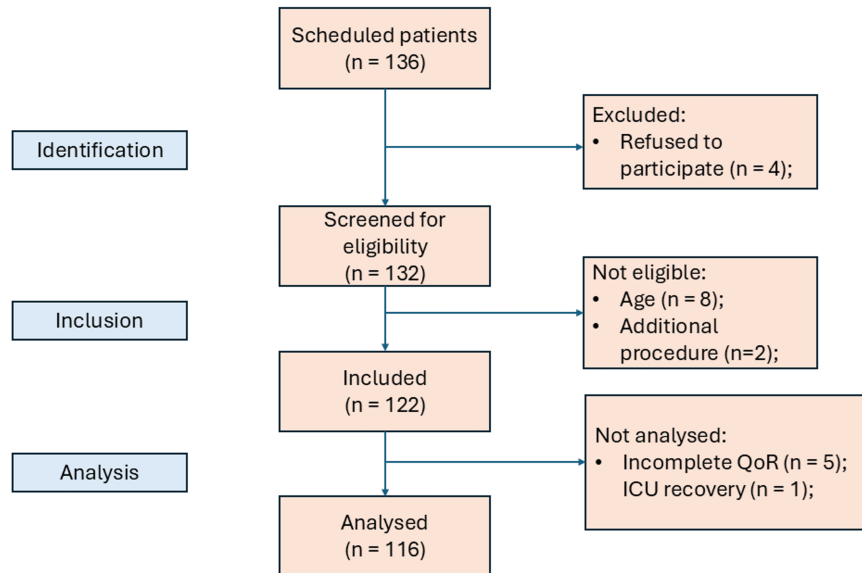 Scheduled patients
(n = 136)
Identification
Excluded:
• Refused to
participate (n = 4);
Screened for
eligibility
(n = 132)
Inclusion
Not eligible:
• Age (n = 8);
• Additional
procedure (n=2);
Included
(n = 122)
Analysis
Not analysed:
• Incomplete QoR (n = 5);
ICU recovery (n = 1);
Analysed
(n = 116)